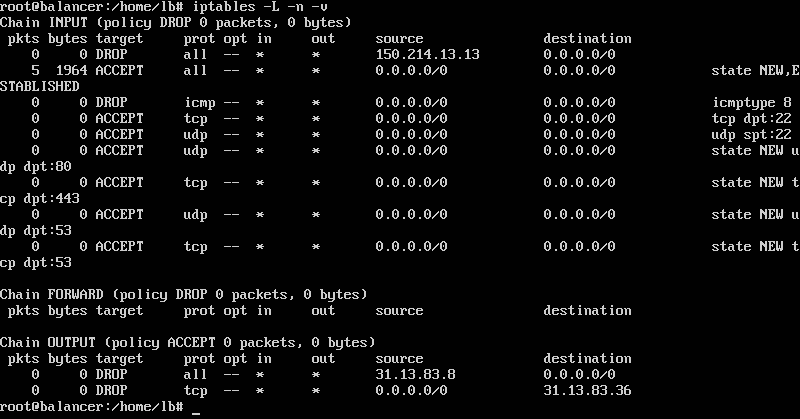 root@balancer:/home/lb# iptables -L -n -v
Chain INPUT (policy DROP 0 packets, 0 bytes)
 pkts bytes target     prot opt in     out     source               destination
    0     0 DROP       all  --  *      *       150.214.13.13        0.0.0.0/0
    5  1964 ACCEPT     all  --  *      *       0.0.0.0/0            0.0.0.0/0            state NEW,E
STABLISHED
    0     0 DROP       icmp --  *      *       0.0.0.0/0            0.0.0.0/0            icmptype 8
    0     0 ACCEPT     tcp  --  *      *       0.0.0.0/0            0.0.0.0/0            tcp dpt:22
    0     0 ACCEPT     udp  --  *      *       0.0.0.0/0            0.0.0.0/0            udp spt:22
    0     0 ACCEPT     udp  --  *      *       0.0.0.0/0            0.0.0.0/0            state NEW u
dp dpt:80
    0     0 ACCEPT     tcp  --  *      *       0.0.0.0/0            0.0.0.0/0            state NEW t
cp dpt:443
    0     0 ACCEPT     udp  --  *      *       0.0.0.0/0            0.0.0.0/0            state NEW u
dp dpt:53
    0     0 ACCEPT     tcp  --  *      *       0.0.0.0/0            0.0.0.0/0            state NEW t
cp dpt:53
Chain FORWARD (policy DROP 0 packets, 0 bytes)
 pkts bytes target     prot opt in     out     source               destination
Chain OUTPUT (policy ACCEPT 0 packets, 0 bytes)
 pkts bytes target     prot opt in     out     source               destination
    0     0 DROP       all  --  *      *       31.13.83.8           0.0.0.0/0
    0     0 DROP       tcp  --  *      *       0.0.0.0/0            31.13.83.36
root@balancer:/home/lb# _